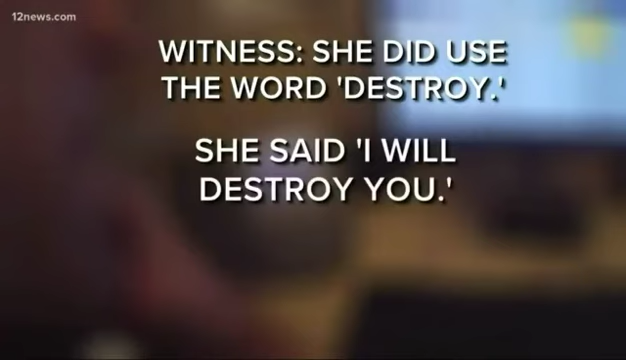 12news.com
WITNESS: SHE DID USE
THE WORD 'DESTROY.'
SHE SAID 'I WILL
DESTROY YOU.'